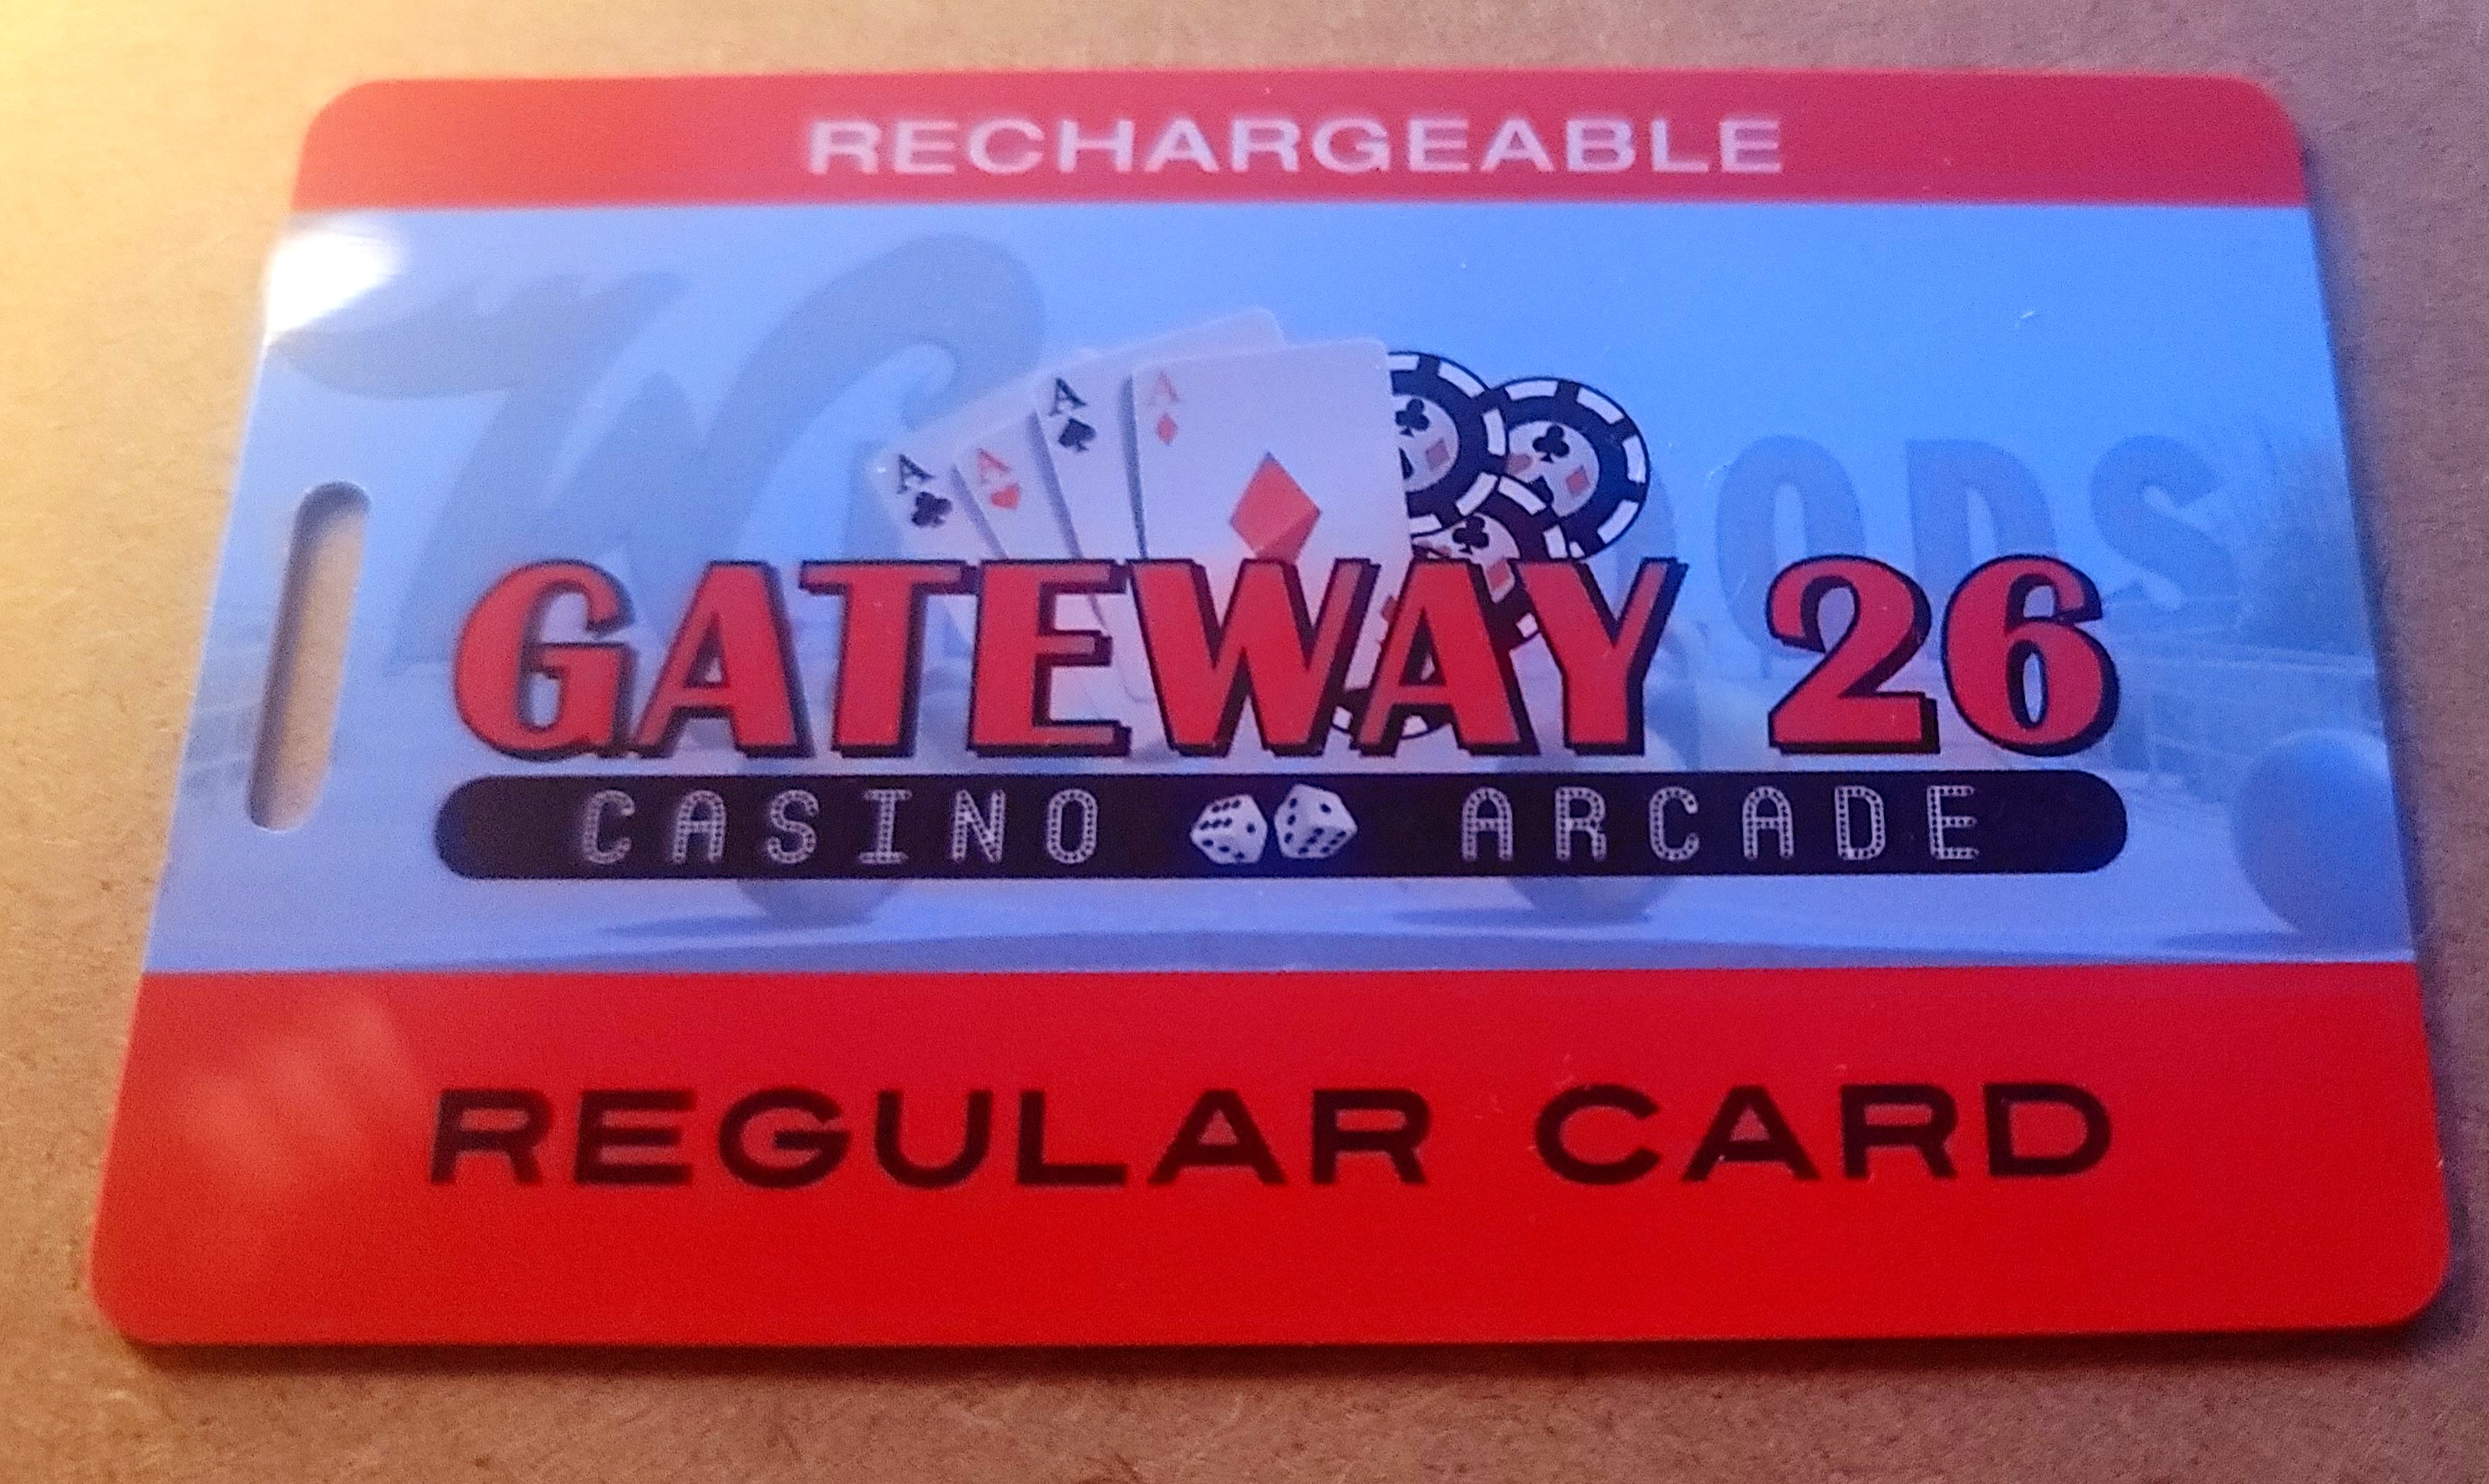 RECHARGEABLE
A A A A
GATEWAY 26
CASINO ARCADE
REGULAR CARD